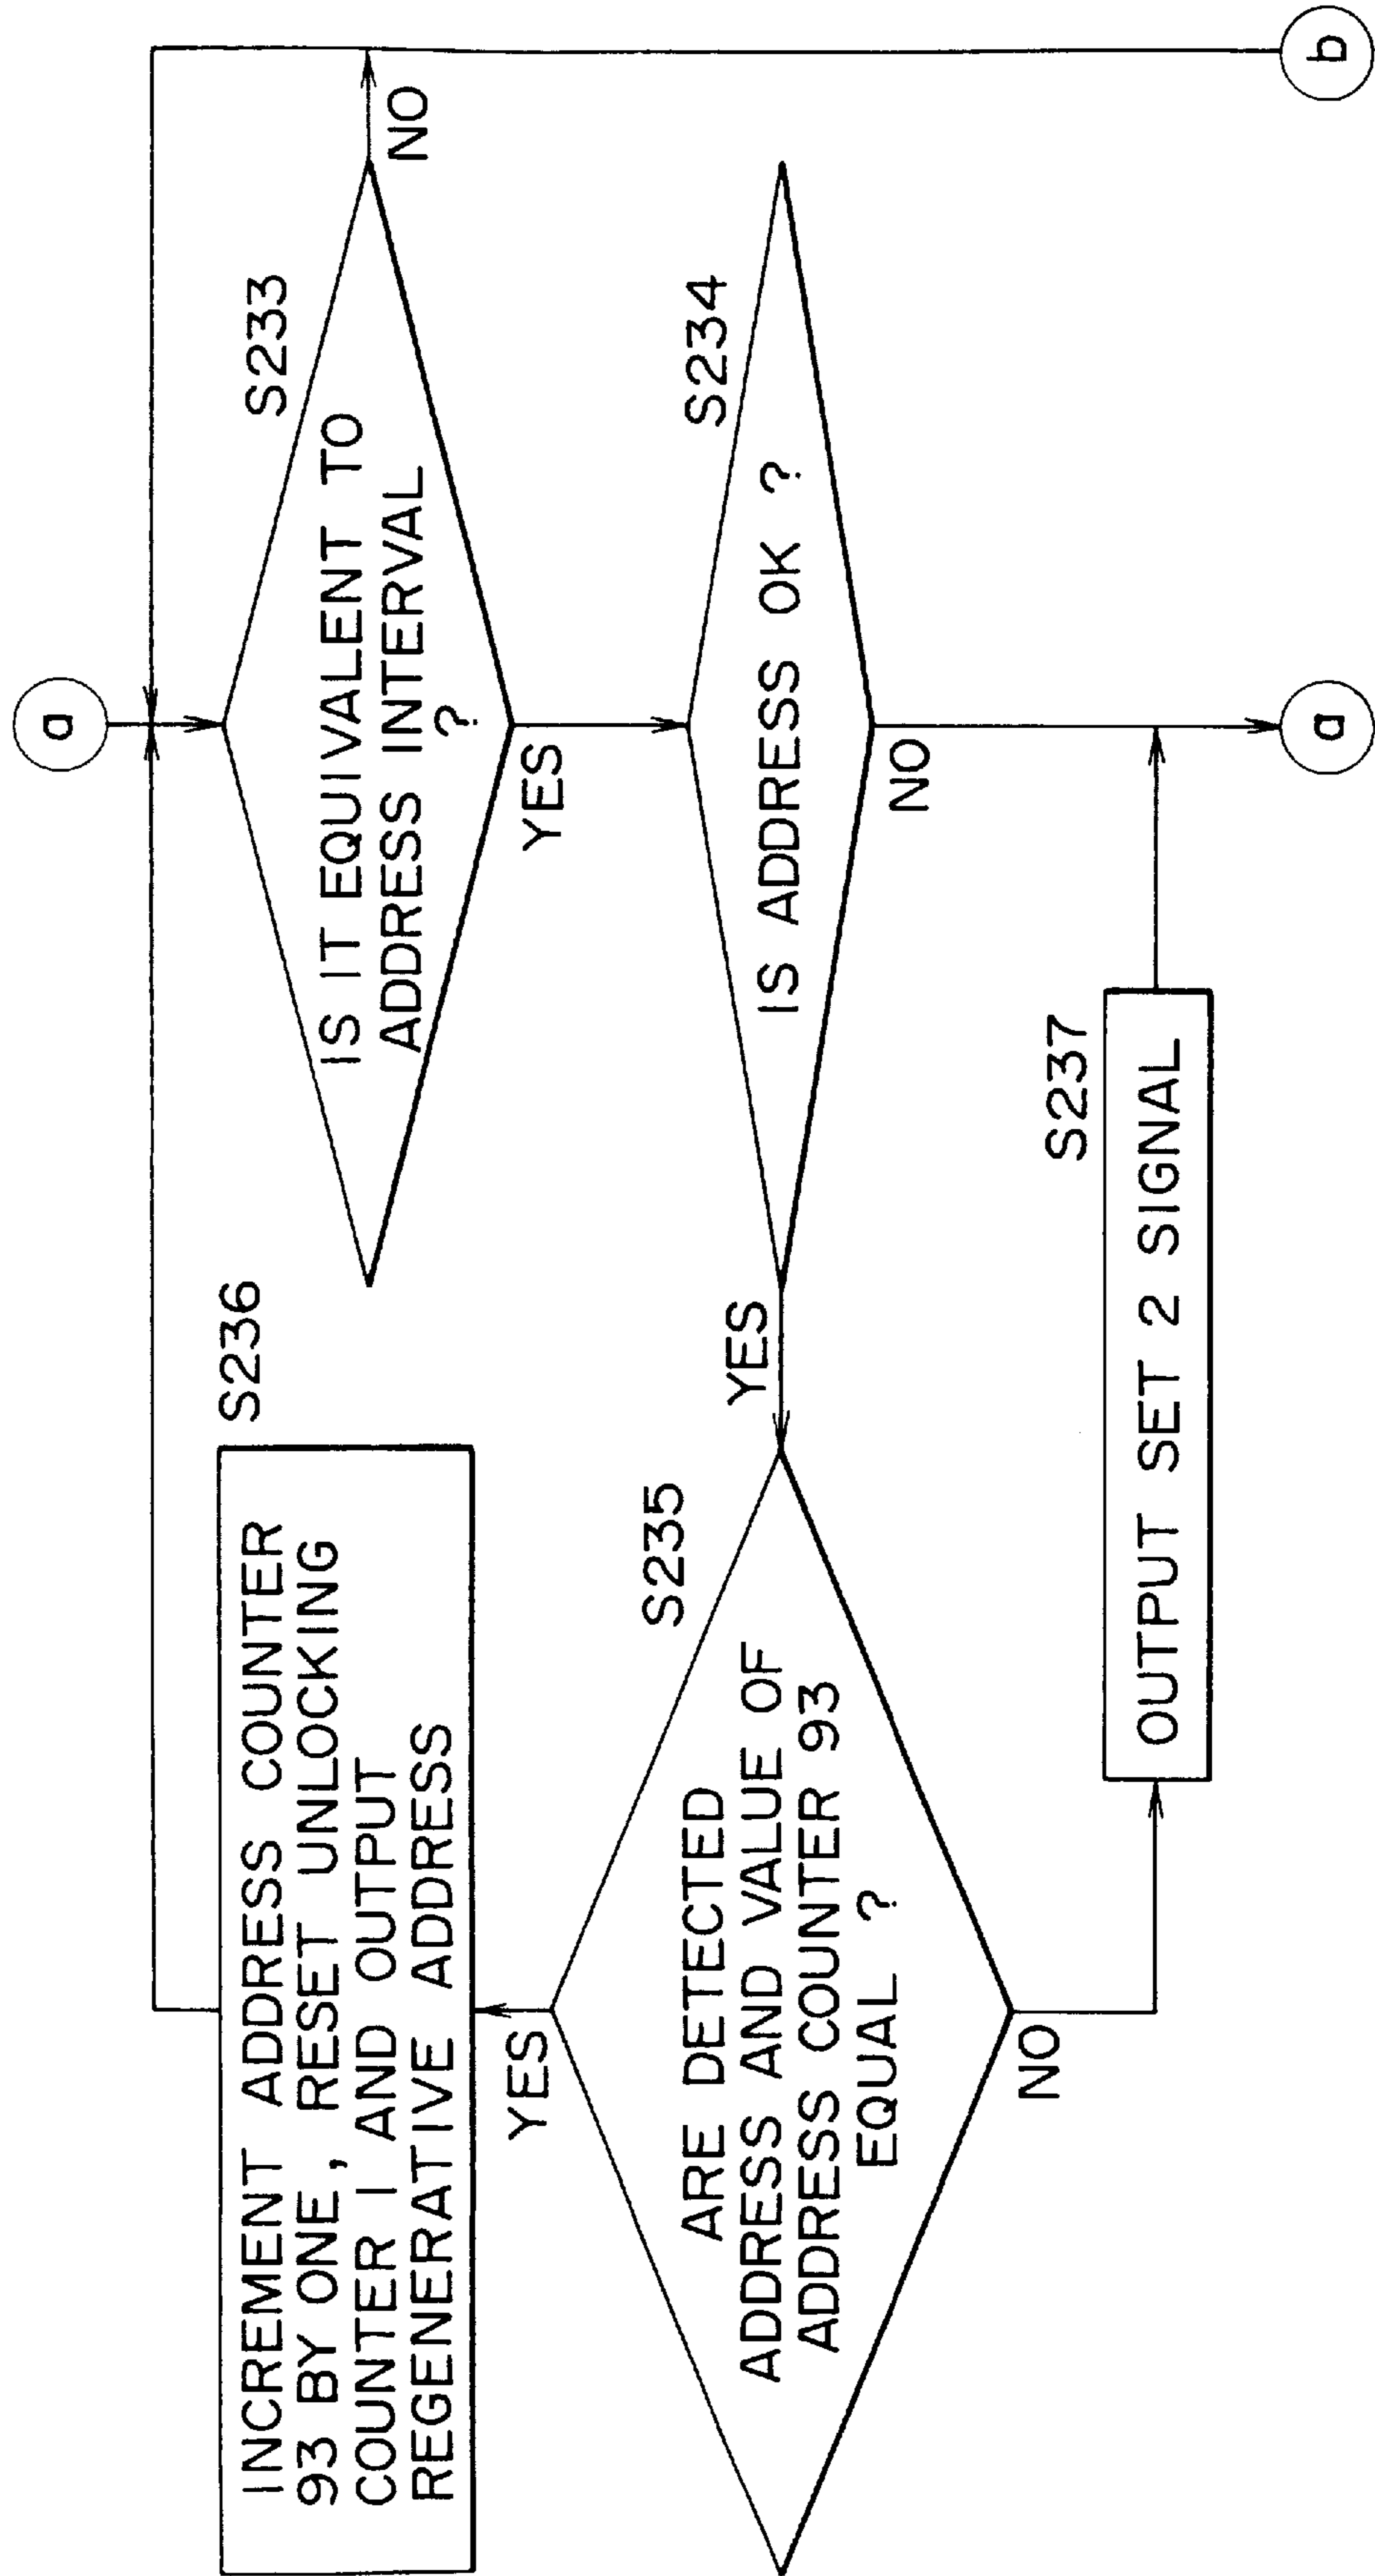 a
S236
INCREMENT ADDRESS COUNTER
93 BY ONE, RESET UNLOCKING
COUNTER 1 AND OUTPUT
REGENERATIVE ADDRESS
S233
IS IT EQUIVALENT TO
ADDRESS INTERVAL
?
NO
YES
YES
S235
ARE DETECTED
ADDRESS AND VALUE OF
ADDRESS COUNTER 93
EQUAL ?
YES
S234
IS ADDRESS OK ?
NO
NO
S237
OUTPUT SET 2 SIGNAL
a
b